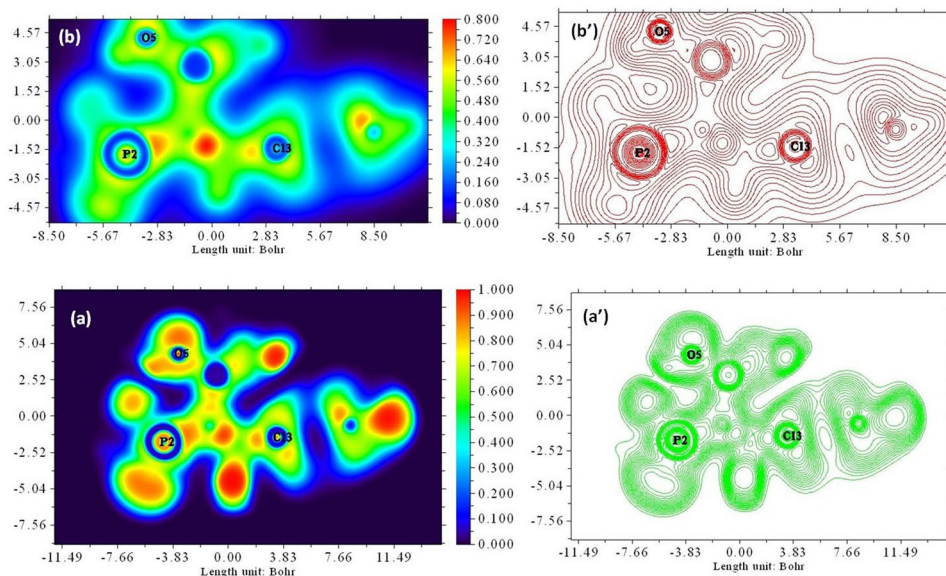 (b)
O5
P2
C13
4.57
3.05
1.52
0.00
-1.52
-3.05
-4.57
-8.50 -5.67 -2.83 0.00 2.83 5.67 8.50
Length unit: Bohr
0.800
0.720
0.640
0.560
0.480
0.400
0.320
0.240
0.160
0.080
0.000
(b')
O5
P2
C13
4.57
3.05
1.52
0.00
-1.52
-3.05
-4.57
-8.50 -5.67 -2.83 0.00 2.83 5.67 8.50
Length unit: Bohr
(a)
O5
P2
C13
7.56
5.04
2.52
0.00
-2.52
-5.04
-7.56
-11.49 -7.66 -3.83 0.00 3.83 7.66 11.49
Length unit: Bohr
1.000
0.900
0.800
0.700
0.600
0.500
0.400
0.300
0.200
0.100
0.000
(a')
O5
P2
C13
7.56
5.04
2.52
0.00
-2.52
-5.04
-7.56
-11.49 -7.66 -3.83 0.00 3.83 7.66 11.49
Length unit: Bohr